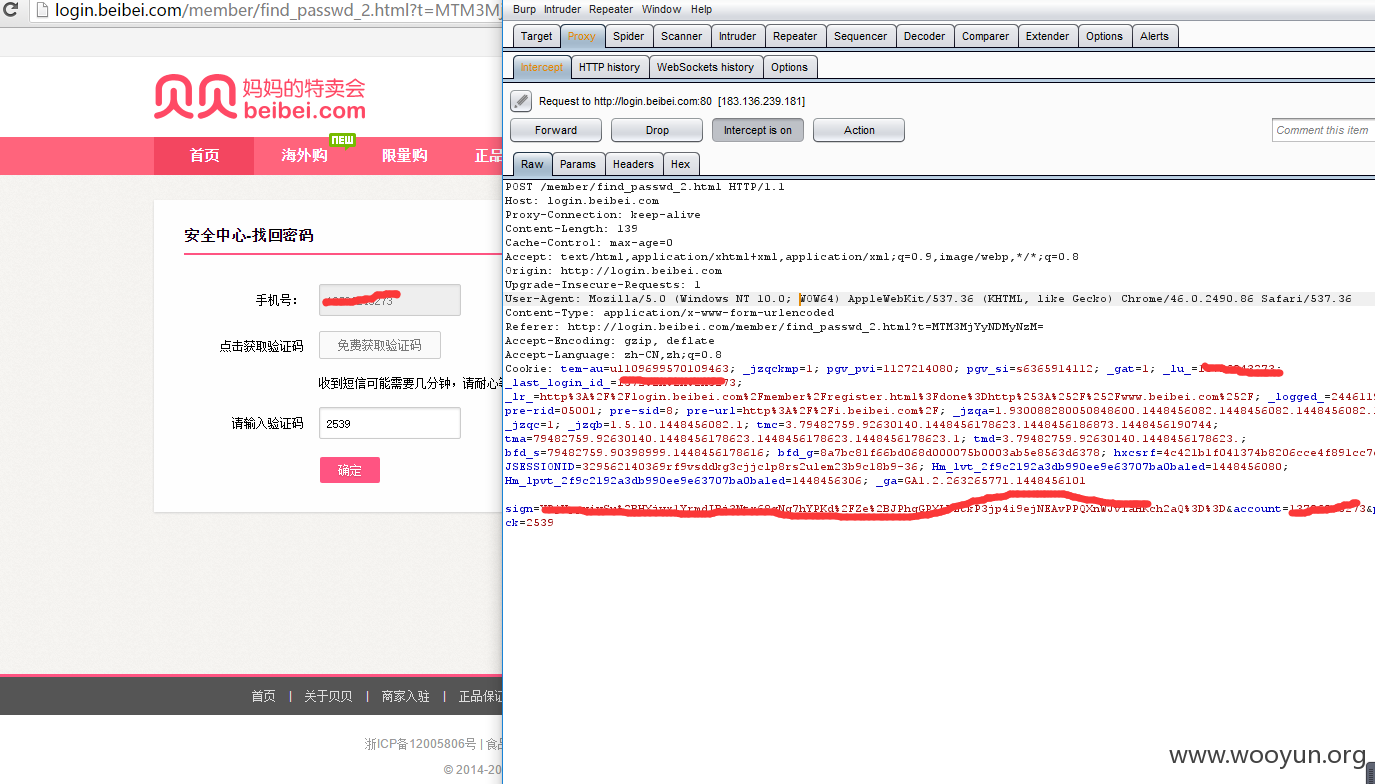 login.beibei.com/member/find_passwd_2.html?t=MTM3Mj
贝贝 妈妈的特卖会
beibei.com
NEW
首页 海外购 限量购 正品
安全中心-找回密码
手机号：
点击获取验证码 免费获取验证码
收到短信可能需要几分钟，请耐心等
请输入验证码 2539
确定
首页 | 关于贝贝 | 商家入驻 | 正品保证
浙ICP备12005806号 | 食品
© 2014-20
Burp Intruder Repeater Window Help
Target Proxy Spider Scanner Intruder Repeater Sequencer Decoder Comparer Extender Options Alerts
Intercept HTTP history WebSockets history Options
Request to http://login.beibei.com:80 [183.136.239.181]
Forward Drop Intercept is on Action Comment this item
Raw Params Headers Hex
POST /member/find_passwd_2.html HTTP/1.1
Host: login.beibei.com
Proxy-Connection: keep-alive
Content-Length: 139
Cache-Control: max-age=0
Accept: text/html,application/xhtml+xml,application/xml;q=0.9,image/webp,*/*;q=0.8
Origin: http://login.beibei.com
Upgrade-Insecure-Requests: 1
User-Agent: Mozilla/5.0 (Windows NT 10.0; WOW64) AppleWebKit/537.36 (KHTML, like Gecko) Chrome/46.0.2490.86 Safari/537.36
Content-Type: application/x-www-form-urlencoded
Referer: http://login.beibei.com/member/find_passwd_2.html?t=MTM3MjYyNDMyNzM=
Accept-Encoding: gzip, deflate
Accept-Language: zh-CN,zh;q=0.8
Cookie: tem-au=u1109699570109463; _jzqckmp=1; pgv_pvi=1127214080; pgv_si=s6365914112; _gat=1; _lu_=
_last_login_id_=
_lr_=http%3A%2F%2Flogin.beibei.com%2Fmember%2Fregister.html%3Fdone%3Dhttp%253A%252F%252Fwww.beibei.com%252F; _logged_=2446119
pre-rid=05001; pre-sid=8; pre-url=http%3A%2F%2Fi.beibei.com%2F; _jzqa=1.930088280050848600.1448456082.1448456082.1448456082.1
_jzqc=1; _jzqb=1.5.10.1448456082.1; tmc=3.79482759.92630140.1448456178623.1448456186873.1448456190744;
tma=79482759.92630140.1448456178623.1448456178623.1448456178623.1; tmd=3.79482759.92630140.1448456178623.;
bfd_s=79482759.90398999.1448456178616; bfd_g=8a7bc81f66bd068d000075b0003ab5e8563d6378; hxcsrf=4c421b1f041374b8206cce4f891cc7
JSESSIONID=329562140369rf9vsddkg3cjjclp8rs2ulem23b9c18b9-36; Hm_lvt_2f9c2192a3db990ee9e63707ba0ba1ed=1448456080;
Hm_lpvt_2f9c2192a3db990ee9e63707ba0ba1ed=1448456306; _ga=GA1.2.263265771.1448456101
sign= &account= &p
ck=2539
www.wooyun.org